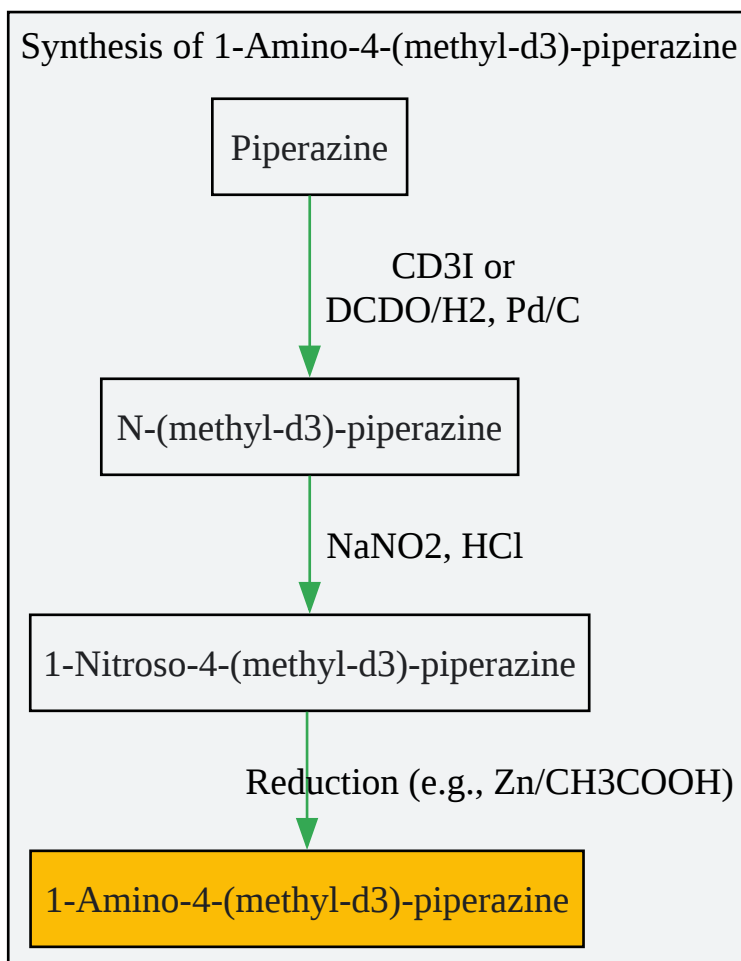 Synthesis of 1-Amino-4-(methyl-d3)-piperazine
Piperazine
CD3I or
DCDO/H2, Pd/C
N-(methyl-d3)-piperazine
NaNO2, HCl
1-Nitroso-4-(methyl-d3)-piperazine
Reduction (e.g., Zn/CH3COOH)
1-Amino-4-(methyl-d3)-piperazine